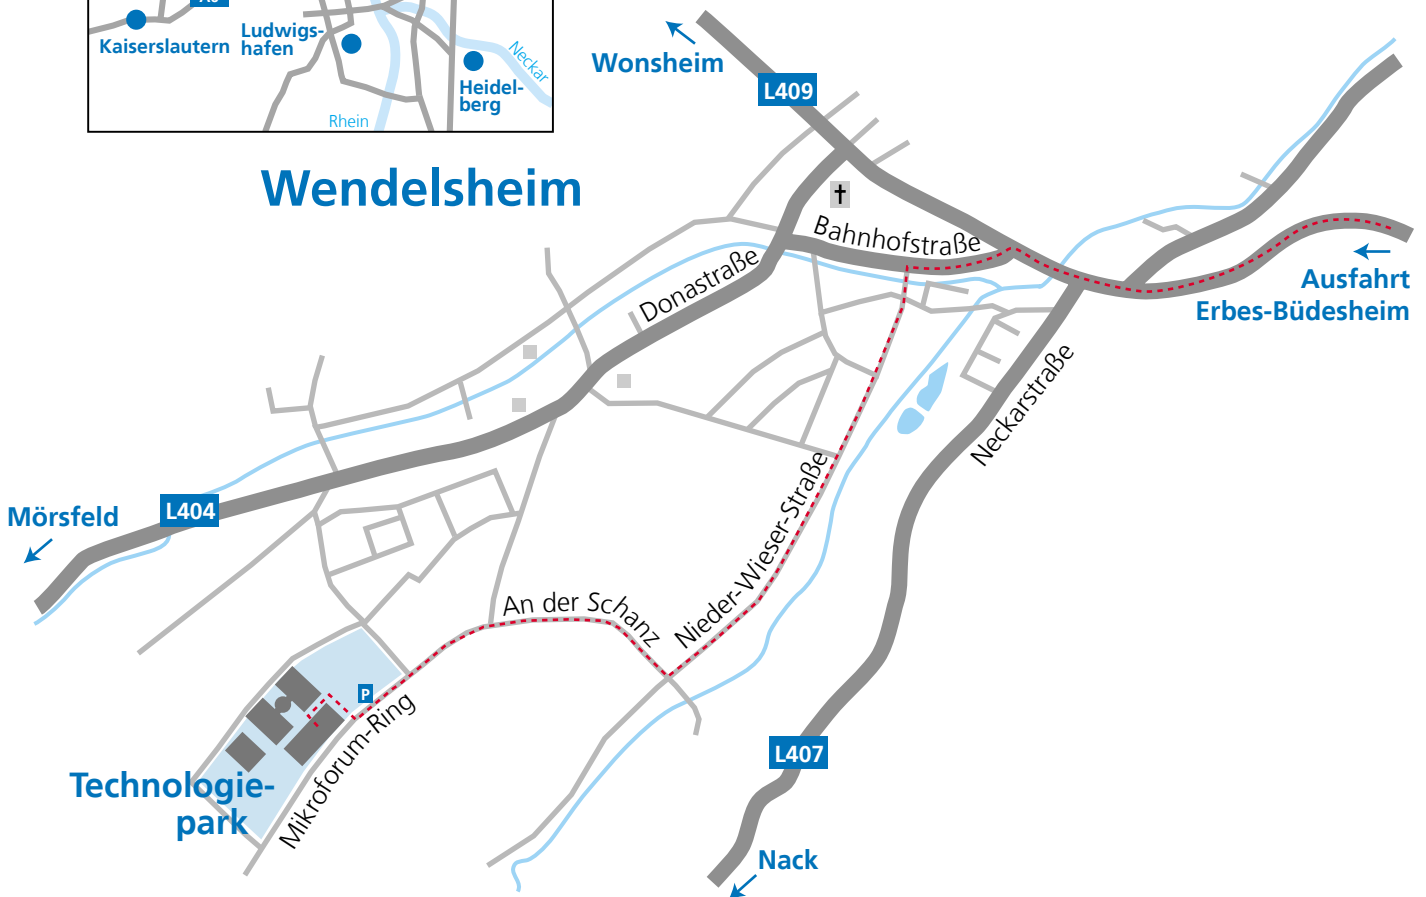 Kaiserslautern
Ludwigs-
hafen
Neckar
Heidel-
berg
Rhein
Wonsheim
L409
Wendelsheim
Bahnhofstraße
Donastraße
Ausfahrt
Erbes-Büdesheim
Neckarstraße
Mörsfeld
L404
Nieder-Wieser-Straße
An der Schanz
P
Mikroforum-Ring
Technologie-
park
L407
Nack